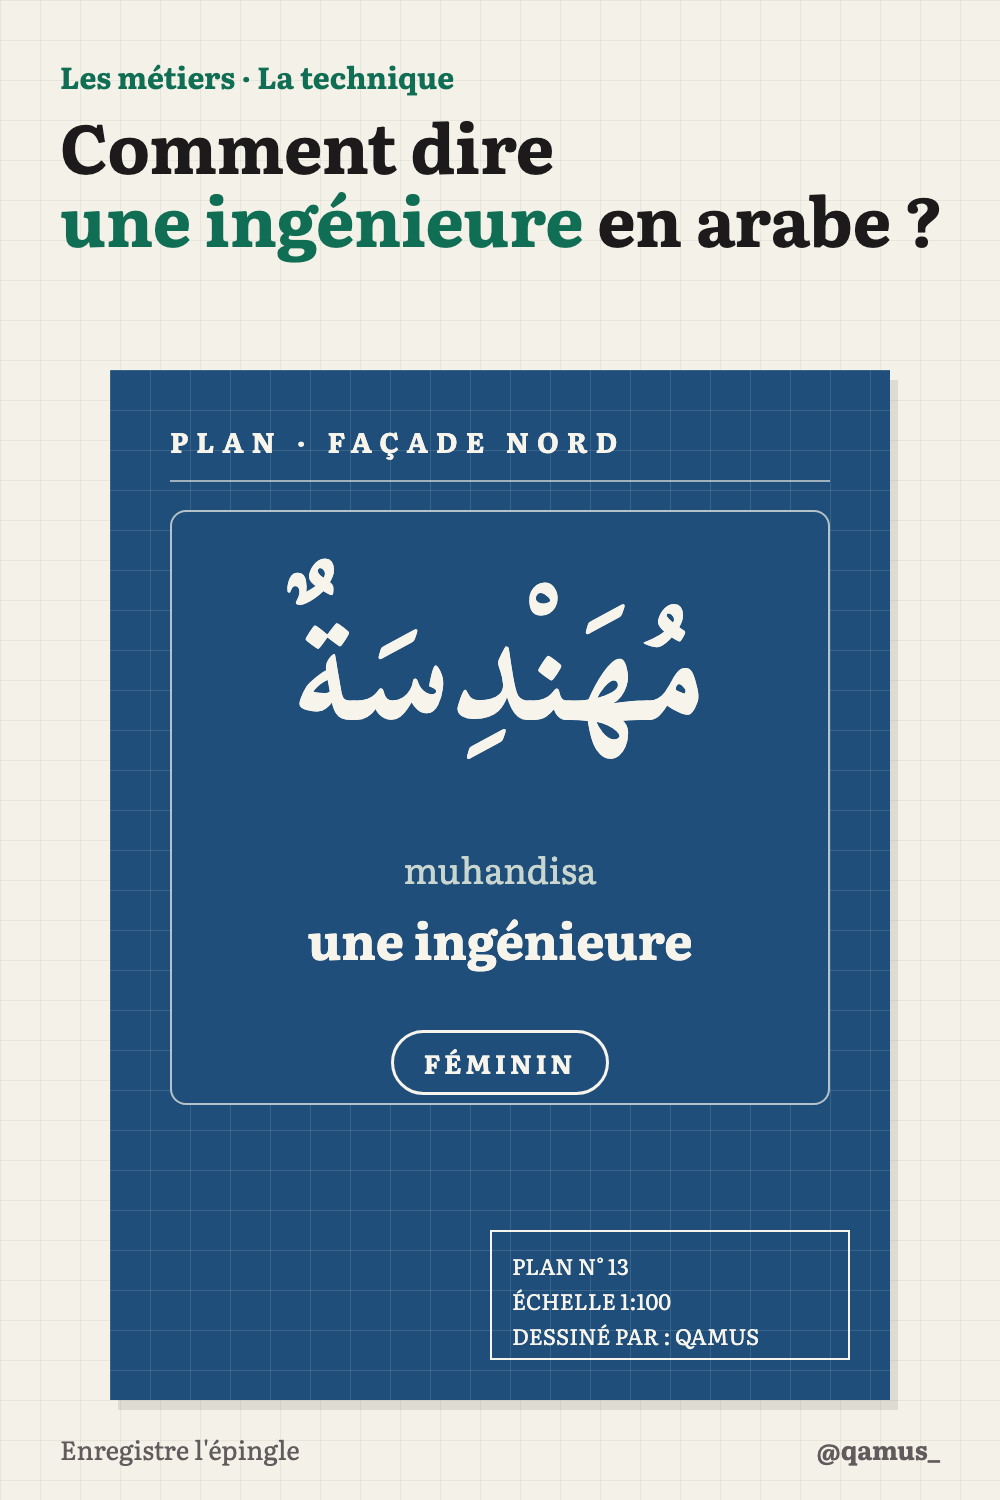 Les métiers · La technique
Comment dire
une ingénieure en arabe ?
PLAN · FAÇADE NORD
مُهَنْدِسَةٌ
muhandisa
une ingénieure
FÉMININ
PLAN N° 13
ÉCHELLE 1:100
DESSINÉ PAR : QAMUS
Enregistre l'épingle
@qamus_